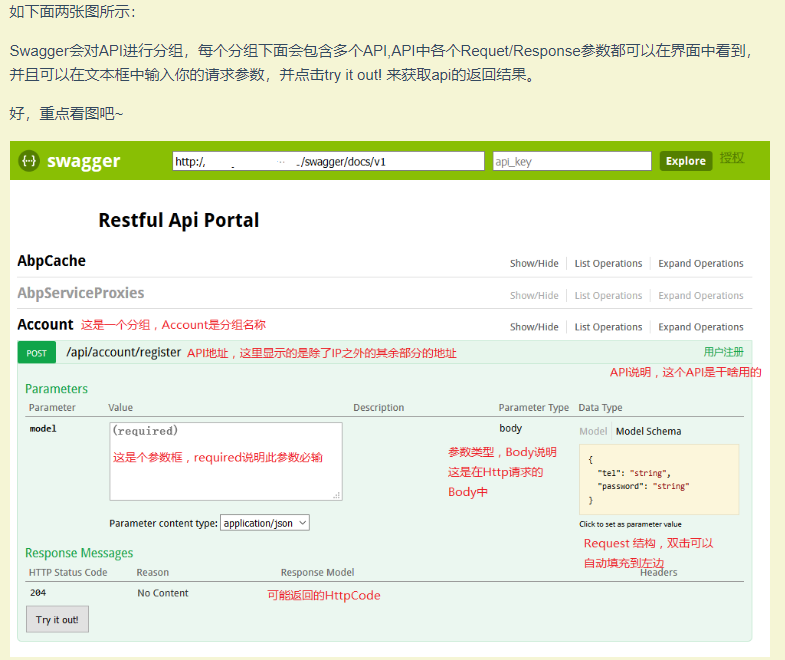 如下面两张图所示：
Swagger会对API进行分组，每个分组下面会包含多个API,API中各个Requet/Response参数都可以在界面中看到，
并且可以在文本框中输入你的请求参数，并点击try it out! 来获取api的返回结果。
好，重点看图吧~
{···} swagger http:/, /swagger/docs/v1 api_key Explore 授权
Restful Api Portal
AbpCache Show/Hide List Operations Expand Operations
AbpServiceProxies Show/Hide List Operations Expand Operations
Account 这是一个分组，Account是分组名称 Show/Hide List Operations Expand Operations
POST /api/account/register API地址，这里显示的是除了IP之外的其余部分的地址 用户注册
API说明，这个API是干啥用的
Parameters
Parameter Value Description Parameter Type Data Type
model (required) body Model Model Schema
这是个参数框，required说明此参数必输
参数类型，Body说明
这是在Http请求的
Body中
{
"tel": "string",
"password": "string"
}
Parameter content type: application/json
Click to set as parameter value
Request 结构，双击可以
自动填充到左边
Response Messages
HTTP Status Code Reason Response Model Headers
204 No Content 可能返回的HttpCode
Try it out!